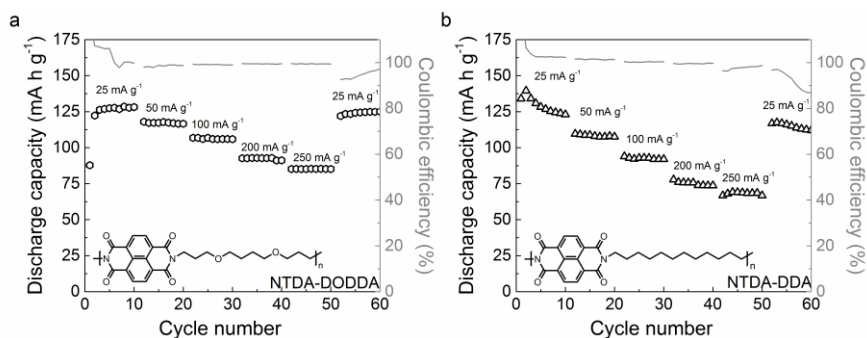 a
Discharge capacity (mA h g⁻¹)
175
150
125
100
75
50
25
0
25 mA g⁻¹
50 mA g⁻¹
100 mA g⁻¹
200 mA g⁻¹
250 mA g⁻¹
25 mA g⁻¹
100
80
60
40
20
0
Coulombic efficiency (%)
O
O
N
N
O
O
O
O
n
NTDA-DODDA
0
10
20
30
40
50
60
Cycle number
b
Discharge capacity (mA h g⁻¹)
175
150
125
100
75
50
25
0
25 mA g⁻¹
50 mA g⁻¹
100 mA g⁻¹
200 mA g⁻¹
250 mA g⁻¹
25 mA g⁻¹
100
80
60
40
20
0
Coulombic efficiency (%)
O
O
N
N
O
O
n
NTDA-DDA
0
10
20
30
40
50
60
Cycle number